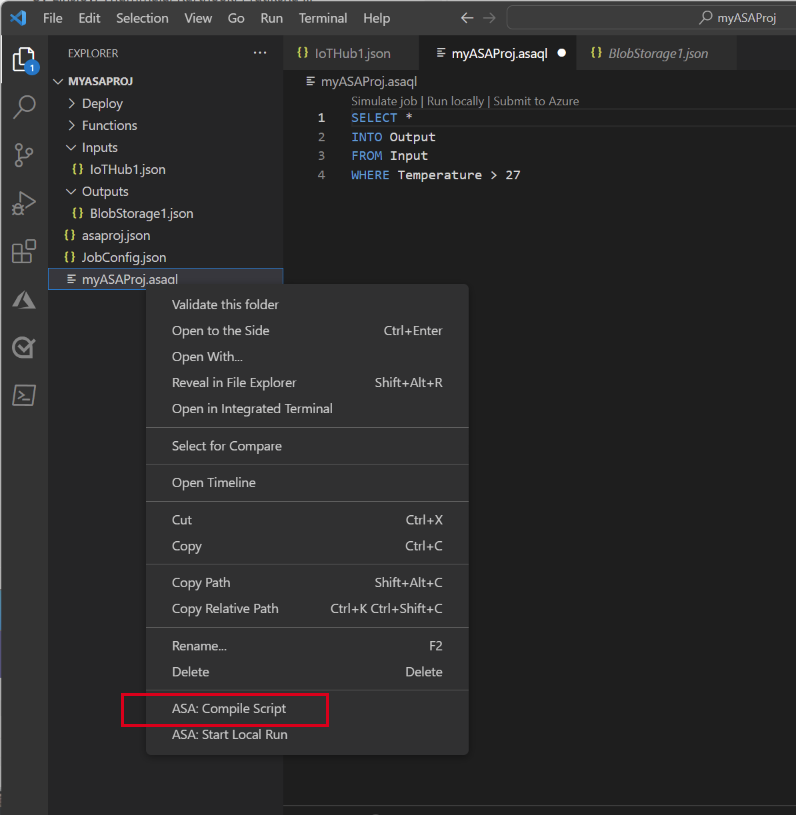 File Edit Selection View Go Run Terminal Help myASAProj
EXPLORER ...
IoTHub1.json myASAProj.asaql BlobStorage1.json
1
MYASAPROJ
Deploy
Functions
Inputs
IoTHub1.json
Outputs
BlobStorage1.json
asaproj.json
JobConfig.json
myASAProj.asaql
myASAProj.asaql
Simulate job | Run locally | Submit to Azure
1 SELECT *
2 INTO Output
3 FROM Input
4 WHERE Temperature > 27
Validate this folder
Open to the Side Ctrl+Enter
Open With...
Reveal in File Explorer Shift+Alt+R
Open in Integrated Terminal
Select for Compare
Open Timeline
Cut Ctrl+X
Copy Ctrl+C
Copy Path Shift+Alt+C
Copy Relative Path Ctrl+K Ctrl+Shift+C
Rename... F2
Delete Delete
ASA: Compile Script
ASA: Start Local Run